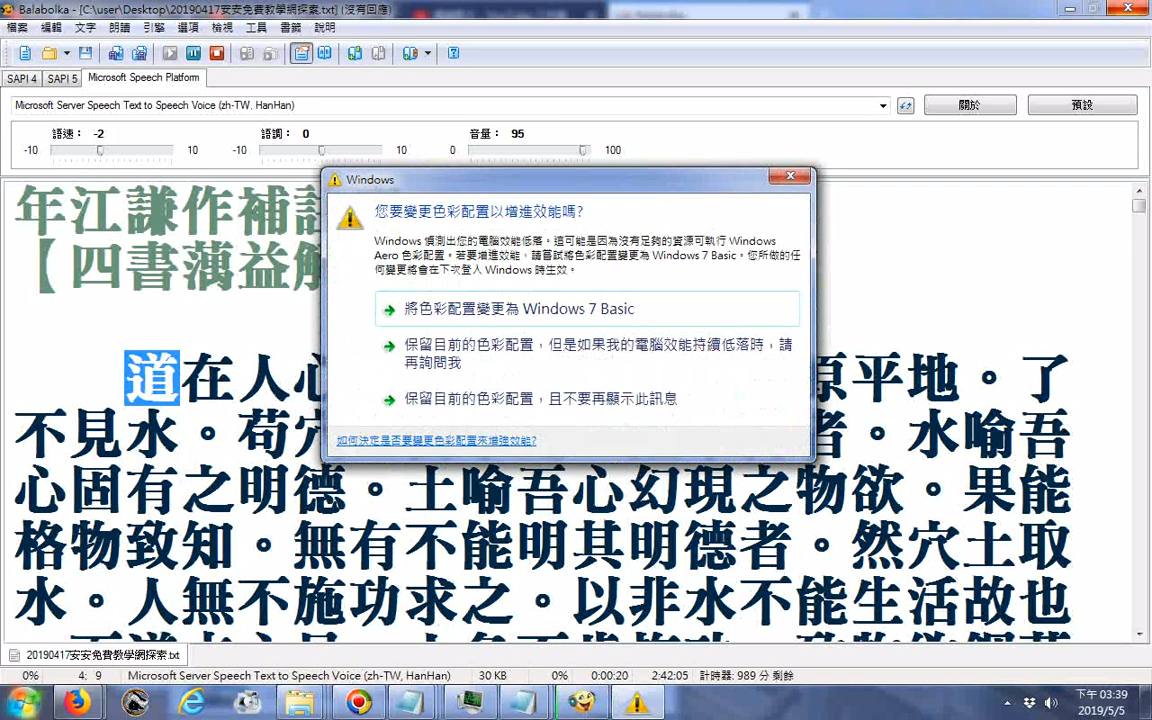 Balabolka - [C:\user\Desktop\20190417安安免費教學網探索.txt] (沒有回應)
檔案 編輯 文字 朗讀 引擎 選項 檢視 工具 書籤 說明
SAPI 4 SAPI 5 Microsoft Speech Platform
Microsoft Server Speech Text to Speech Voice (zh-TW, HanHan)
關於 預設
語速： -2 語調： 0 音量： 95
-10 10 -10 10 0 100
年江謙作補
【四書蕅益解
Windows
您要變更色彩配置以增進效能嗎?
Windows 偵測出您的電腦效能低落。這可能是因為沒有足夠的資源可執行 Windows
Aero 色彩配置。若要增進效能，請嘗試將色彩配置變更為 Windows 7 Basic。您所做的任
何變更將會在下次登入 Windows 時生效。
將色彩配置變更為 Windows 7 Basic
保留目前的色彩配置，但是如果我的電腦效能持續低落時，請
再詢問我
保留目前的色彩配置，且不要再顯示此訊息
如何決定是否要變更色彩配置來增強效能?
道在人心 原平地。了
不見水。苟穴 者。水喻吾
心固有之明德。土喻吾心幻現之物欲。果能
格物致知。無有不能明其明德者。然穴土取
水。人無不施功求之。以非水不能生活故也
20190417安安免費教學網探索.txt
0% 4: 9 Microsoft Server Speech Text to Speech Voice (zh-TW, HanHan) 30 KB 0% 0:00:20 2:42:05 計時器: 989 分 剩餘
下午 03:39
2019/5/5